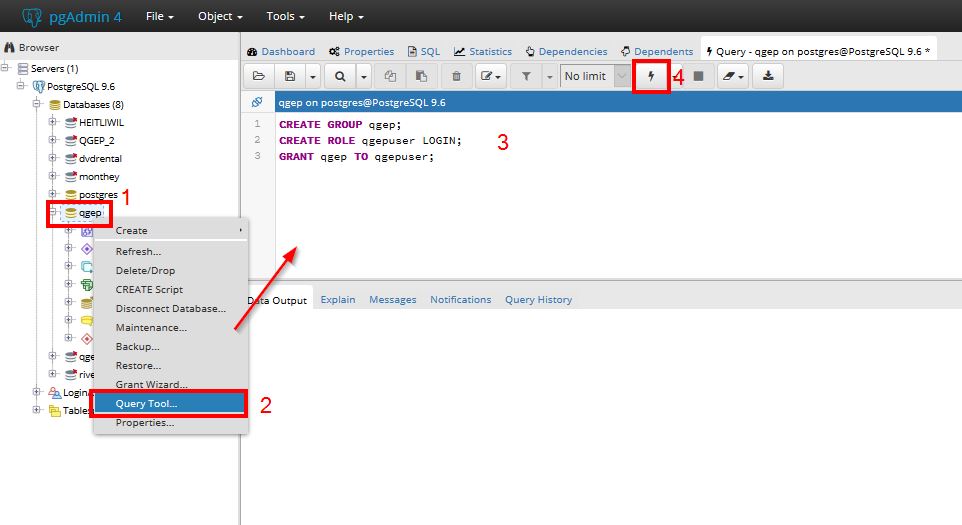 pgAdmin 4 File Object Tools Help
Browser
Dashboard Properties SQL Statistics Dependencies Dependents Query - qgep on postgres@PostgreSQL 9.6 *
Servers (1)
No limit 4
PostgreSQL 9.6
qgep on postgres@PostgreSQL 9.6
Databases (8)
HEITLIWIL
QGEP_2
dvdrental
monthey
postgres 1
qgep
1 CREATE GROUP qgep;
2 CREATE ROLE qgepuser LOGIN; 3
3 GRANT qgep TO qgepuser;
Create
Refresh...
Delete/Drop
CREATE Script
Disconnect Database...
Maintenance...
Backup...
Restore...
Grant Wizard...
Query Tool... 2
Properties...
Data Output Explain Messages Notifications Query History